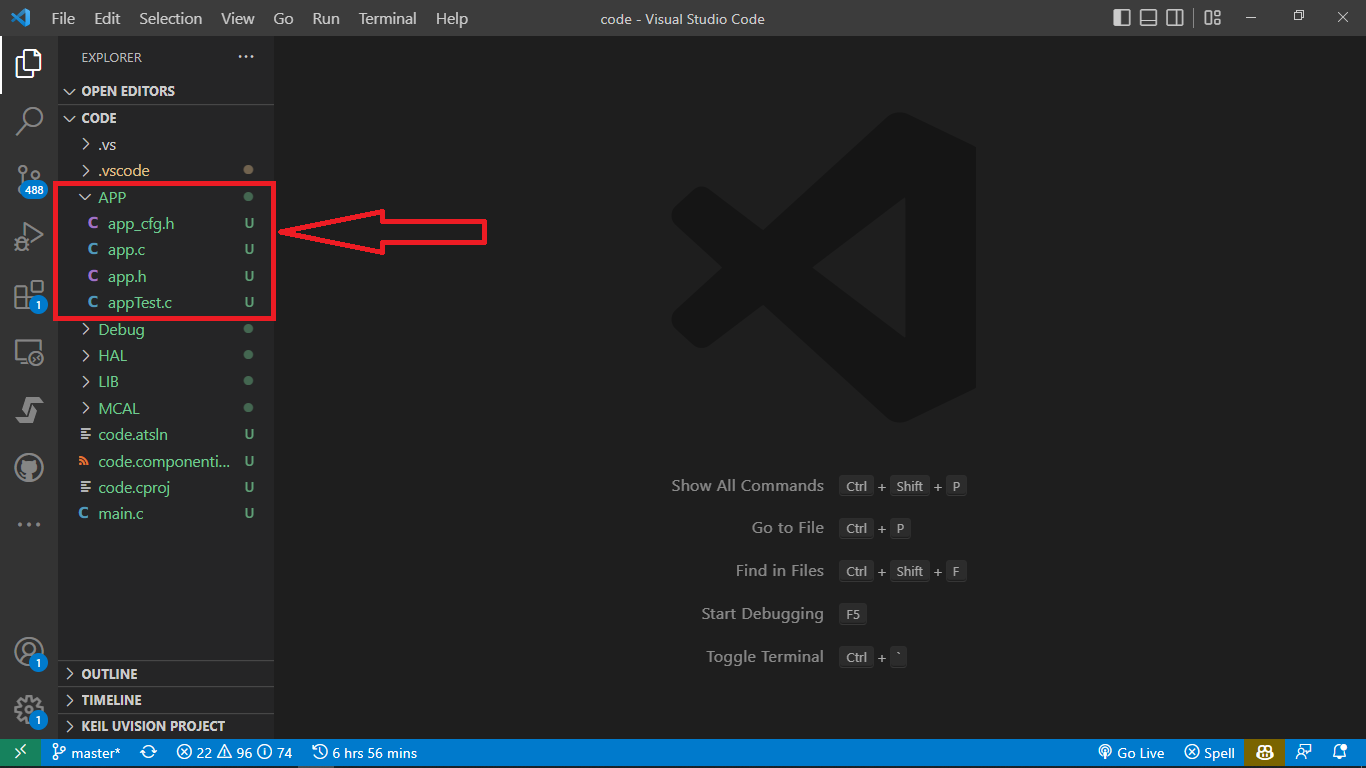 File Edit Selection View Go Run Terminal Help code - Visual Studio Code
EXPLORER ...
OPEN EDITORS
CODE
.vs
.vscode
488
APP
app_cfg.h U
C app.c U
C app.h U
1
C appTest.c U
Debug
HAL
LIB
MCAL
code.atsln U
code.componenti... U
code.cproj U
C main.c U
Show All Commands Ctrl + Shift + P
Go to File Ctrl + P
Find in Files Ctrl + Shift + F
Start Debugging F5
Toggle Terminal Ctrl + `
1
OUTLINE
TIMELINE
1
KEIL UVISION PROJECT
master* 22 96 74 6 hrs 56 mins Go Live Spell